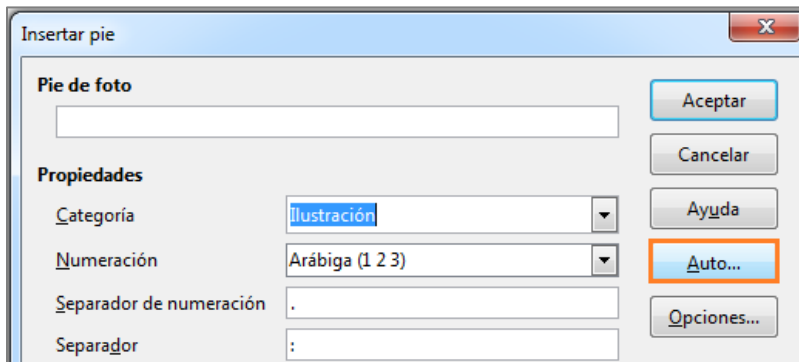 Insertar pie
Pie de foto
Aceptar
Cancelar
Propiedades
Categoría Ilustración
Ayuda
Numeración Arábiga (1 2 3)
Auto...
Separador de numeración .
Opciones...
Separador :